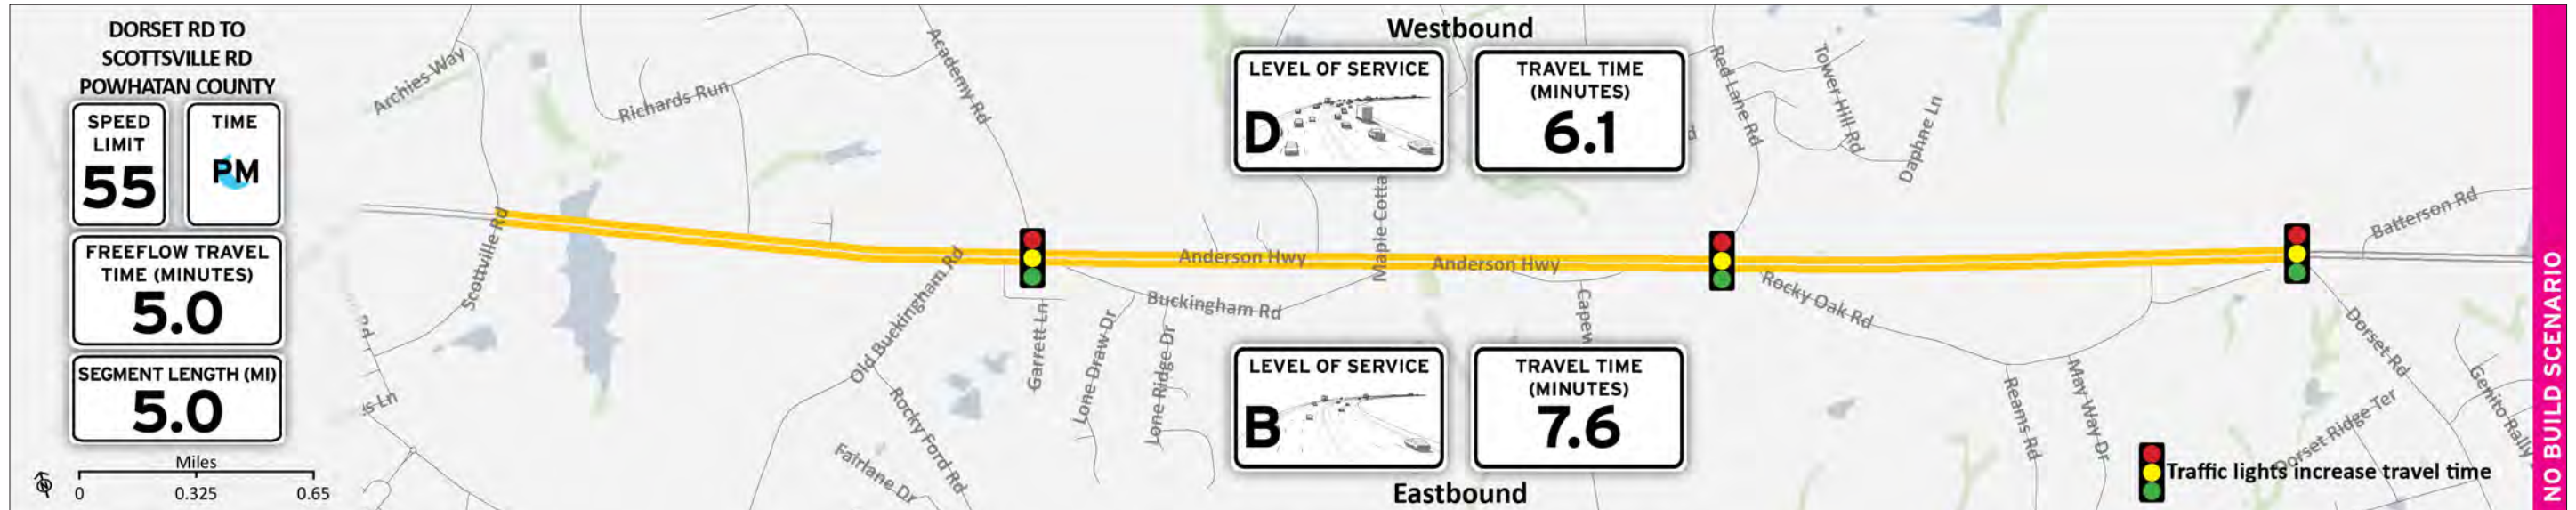 DORSET RD TO
SCOTTSVILLE RD
POWHATAN COUNTY
SPEED
LIMIT
55
TIME
PM
FREEFLOW TRAVEL
TIME (MINUTES)
5.0
SEGMENT LENGTH (MI)
5.0
Miles
0 0.325 0.65
Archies Way
Richards Run
Academy Rd
Scottville Rd
Old Buckingham Rd
Rocky Ford Rd
Fairlane Dr
Garrett Ln
Lone Draw Dr
Lone Ridge Dr
Buckingham Rd
Anderson Hwy
Anderson Hwy
Maple Cotta
Westbound
LEVEL OF SERVICE
D
TRAVEL TIME
(MINUTES)
6.1
LEVEL OF SERVICE
B
TRAVEL TIME
(MINUTES)
7.6
Eastbound
Capew
Red Lane Rd
Tower Hill Rd
Daphne Ln
Rocky Oak Rd
Reams Rd
May Way Dr
Batterson Rd
Dorset Rd
Dorset Ridge Ter
Genito Rally
s Ln
Traffic lights increase travel time
NO BUILD SCENARIO